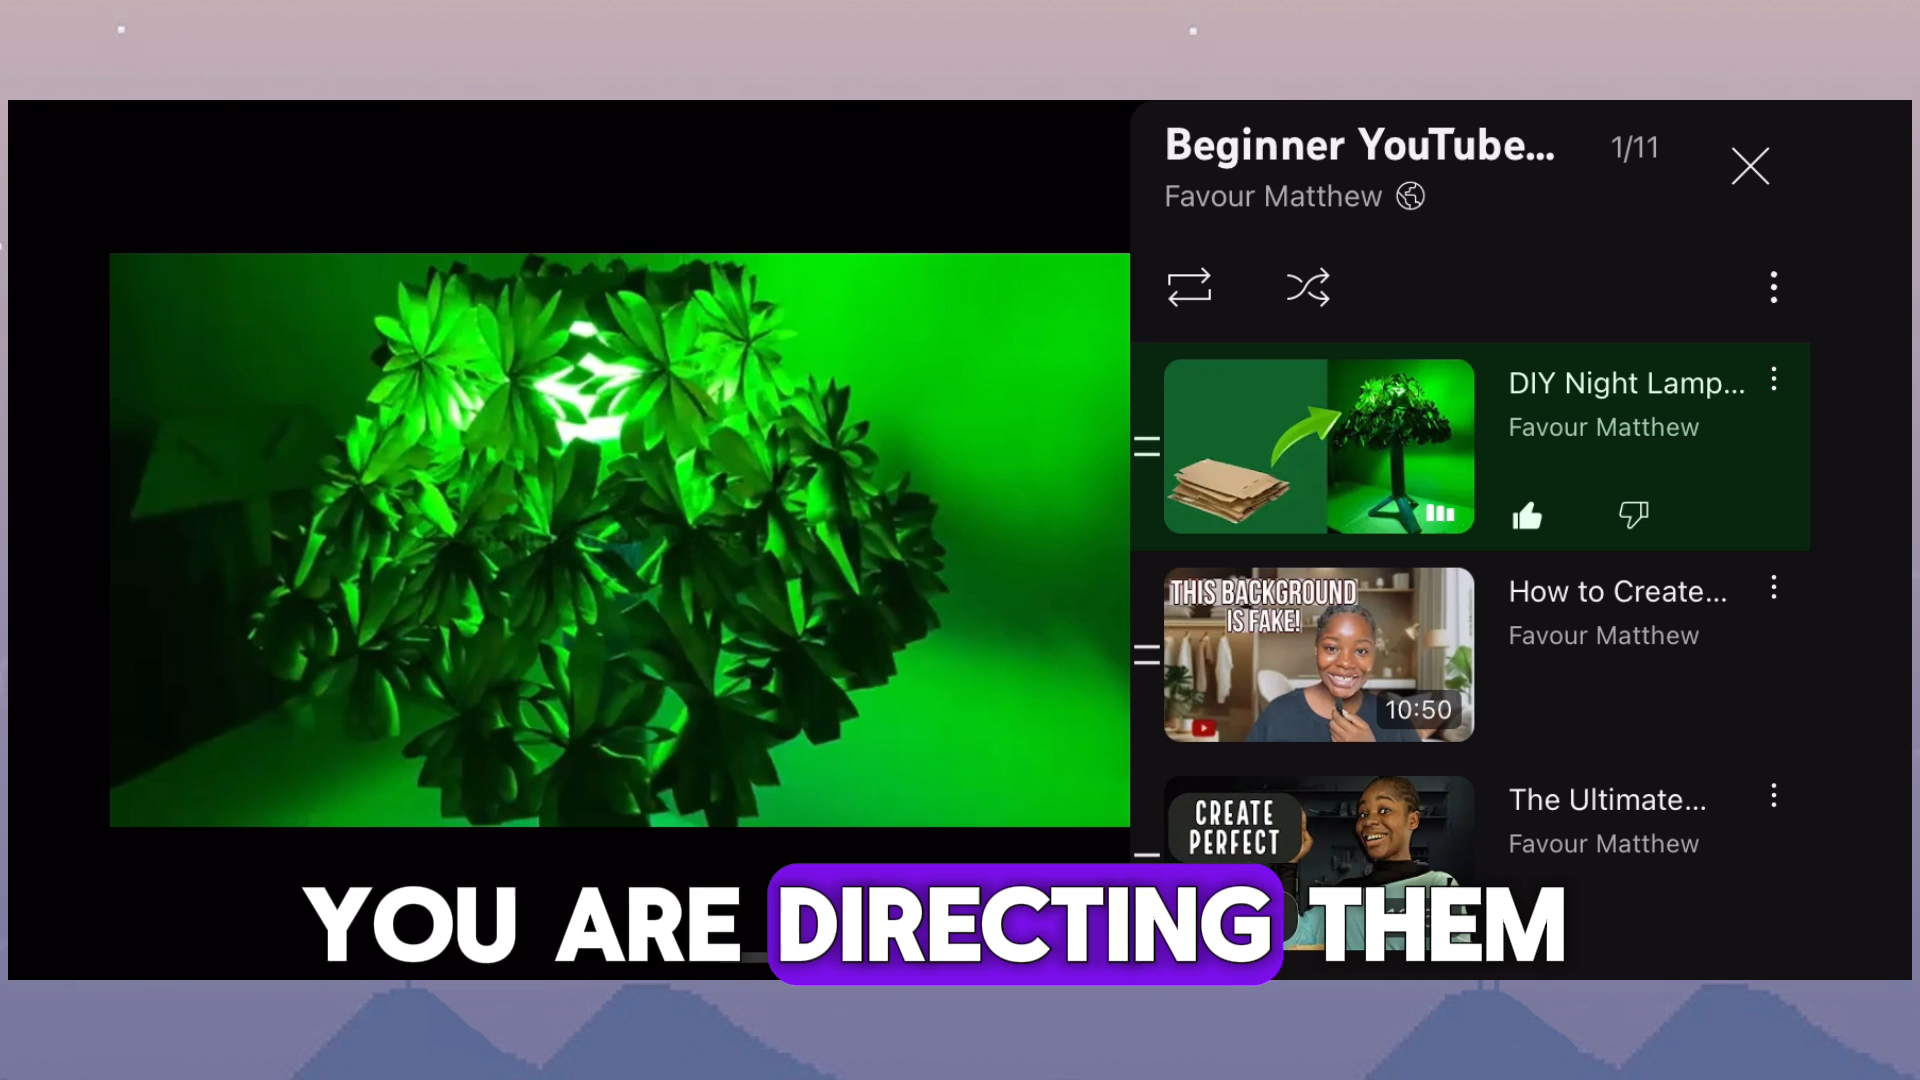 Beginner YouTube...
1/11
Favour Matthew
DIY Night Lamp...
Favour Matthew
THIS BACKGROUND
IS FAKE!
10:50
How to Create...
Favour Matthew
CREATE
PERFECT
The Ultimate...
Favour Matthew
YOU ARE DIRECTING THEM